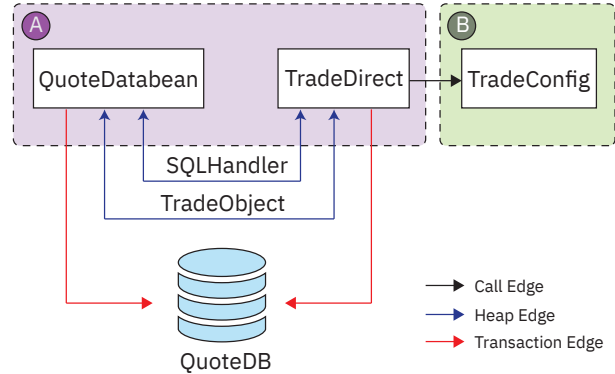 A
B
QuoteDatabean
TradeDirect
TradeConfig
SQLHandler
TradeObject
QuoteDB
Call Edge
Heap Edge
Transaction Edge